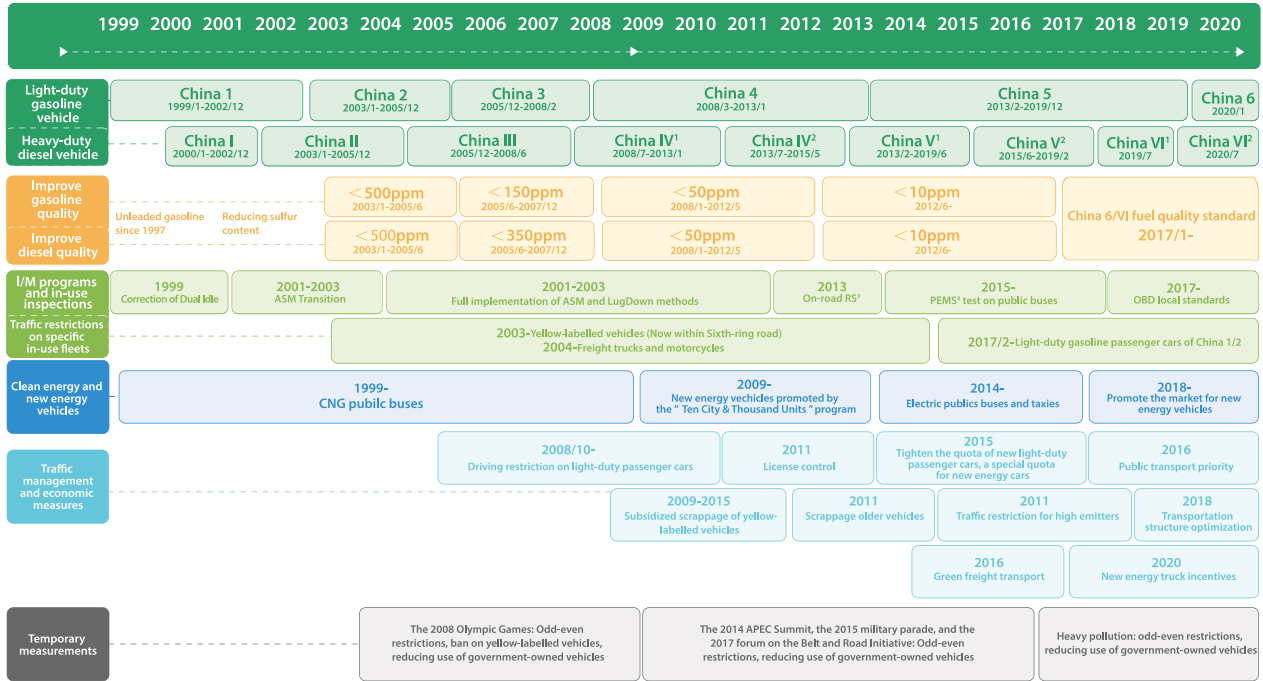 1999 2000 2001 2002 2003 2004 2005 2006 2007 2008 2009 2010 2011 2012 2013 2014 2015 2016 2017 2018 2019 2020
Light-duty
gasoline
vehicle
China 1
1999/1-2002/12
China 2
2003/1-2005/12
China 3
2005/12-2008/2
China 4
2008/3-2013/1
China 5
2013/2-2019/12
China 6
2020/1
Heavy-duty
diesel vehicle
China I
2000/1-2002/12
China II
2003/1-2005/12
China III
2005/12-2008/6
China IV¹
2008/7-2013/1
China IV²
2013/7-2015/5
China V¹
2013/2-2019/6
China V²
2015/6-2019/2
China VI¹
2019/7
China VI²
2020/7
Improve
gasoline
quality
Improve
diesel quality
Unleaded gasoline
since 1997
Reducing sulfur
content
<500ppm
2003/1-2005/6
<150ppm
2005/6-2007/12
<50ppm
2008/1-2012/5
<10ppm
2012/6-
<500ppm
2003/1-2005/6
<350ppm
2005/6-2007/12
<50ppm
2008/1-2012/5
<10ppm
2012/6-
China 6/VI fuel quality standard
2017/1-
I/M programs
and in-use
inspections
1999
Correction of Dual Idle
2001-2003
ASM Transition
2001-2003
Full implementation of ASM and LugDown methods
2013
On-road RS³
2015-
PEMS⁴ test on public buses
2017-
OBD local standards
Traffic restrictions
on specific
in-use fleets
2003-Yellow-labelled vehicles (Now within Sixth-ring road)
2004-Freight trucks and motorcycles
2017/2-Light-duty gasoline passenger cars of China 1/2
Clean energy and
new energy
vehicles
1999-
CNG pubric buses
2009-
New energy vechicles promoted by
the " Ten City & Thousand Units " program
2014-
Electric publics buses and taxies
2018-
Promote the market for new
energy vehicles
Traffic
management
and economic
measures
2008/10-
Driving restriction on light-duty passenger cars
2011
License control
2015
Tighten the quota of new light-duty
passenger cars, a special quota
for new energy cars
2016
Public transport priority
2009-2015
Subsidized scrappage of yellow-
labelled vehicles
2011
Scrappage older vehicles
2011
Traffic restriction for high emitters
2018
Transportation
structure optimization
2016
Green freight transport
2020
New energy truck incentives
Temporary
measurements
The 2008 Olympic Games: Odd-even
restrictions, ban on yellow-labelled vehicles,
reducing use of government-owned vehicles
The 2014 APEC Summit, the 2015 military parade, and the
2017 forum on the Belt and Road Initiative: Odd-even
restrictions, reducing use of government-owned vehicles
Heavy pollution: odd-even restrictions,
reducing use of government-owned vehicles